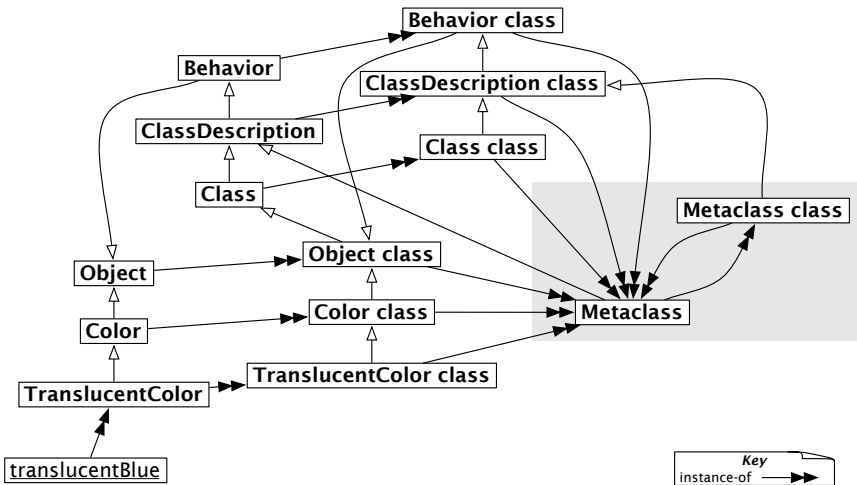 Behavior class
Behavior
ClassDescription class
ClassDescription
Class class
Class
Metaclass class
Object class
Object
Color class
Metaclass
Color
TranslucentColor class
TranslucentColor
translucentBlue
Key
instance-of